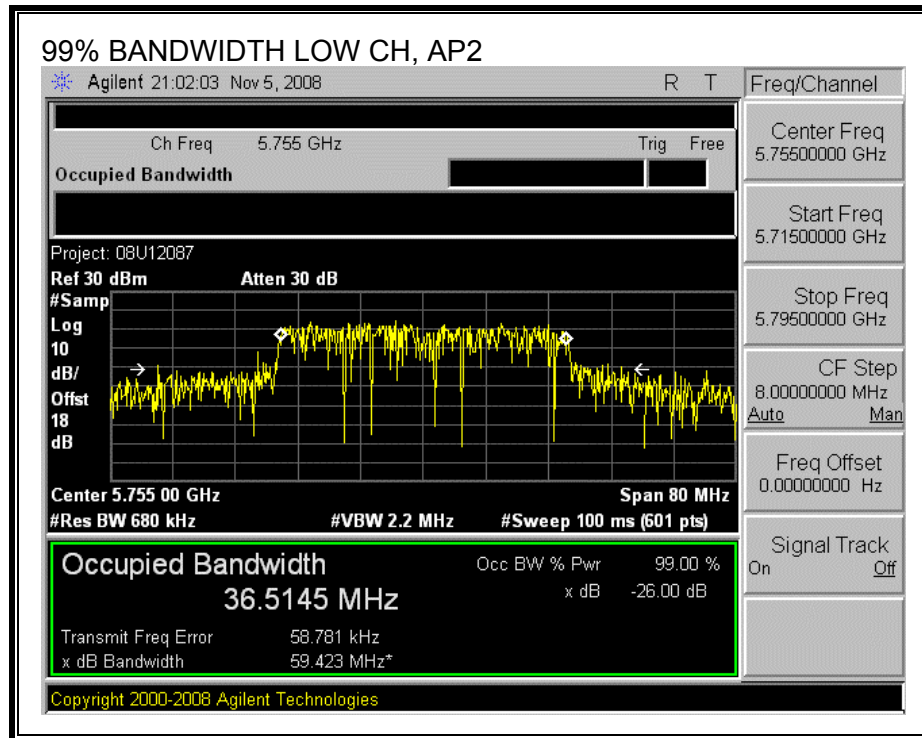 99% BANDWIDTH LOW CH, AP2
Agilent 21:02:03 Nov 5, 2008 R T
Freq/Channel
Ch Freq 5.755 GHz Trig Free
Occupied Bandwidth
Center Freq
5.75500000 GHz
Start Freq
5.71500000 GHz
Stop Freq
5.79500000 GHz
CF Step
8.00000000 MHz
Auto Man
Freq Offset
0.00000000 Hz
Signal Track
On Off
Project: 08U12087
Ref 30 dBm Atten 30 dB
#Samp
Log
10
dB/
Offst
18
dB
Center 5.755 00 GHz Span 80 MHz
#Res BW 680 kHz #VBW 2.2 MHz #Sweep 100 ms (601 pts)
Occupied Bandwidth Occ BW % Pwr 99.00 %
36.5145 MHz x dB -26.00 dB
Transmit Freq Error 58.781 kHz
x dB Bandwidth 59.423 MHz*
Copyright 2000-2008 Agilent Technologies